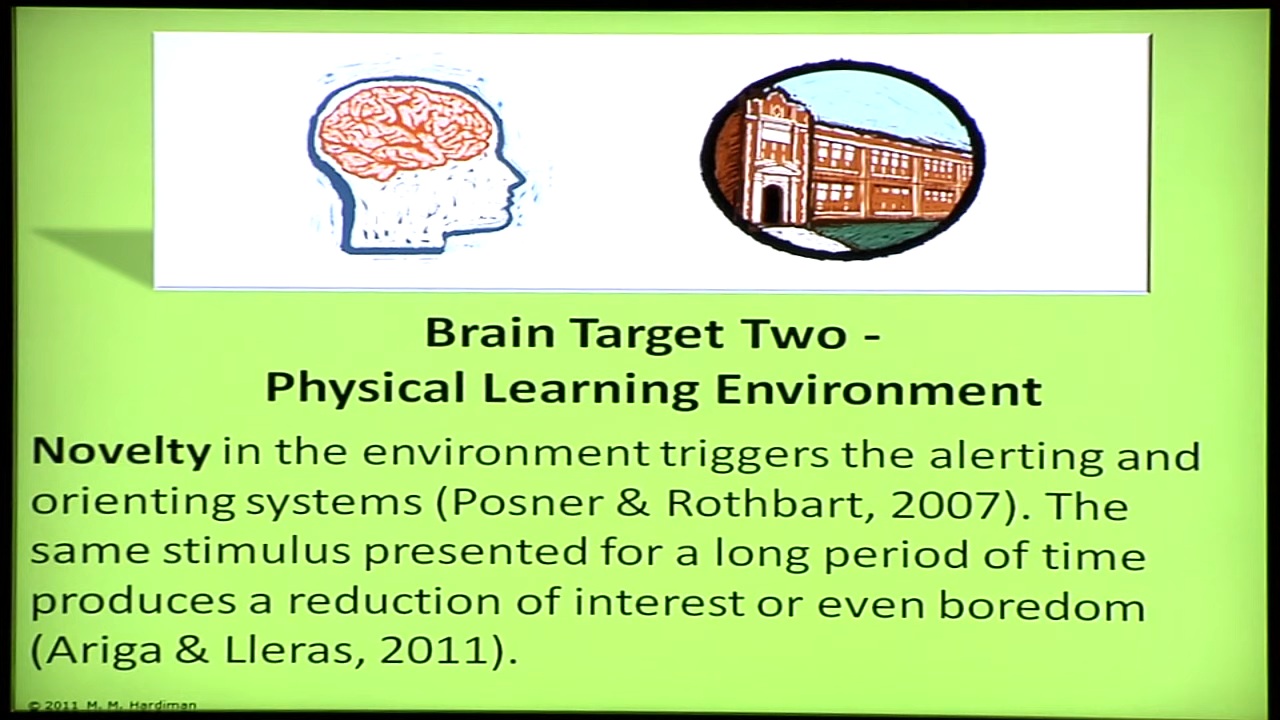 Brain Target Two -
Physical Learning Environment
Novelty in the environment triggers the alerting and
orienting systems (Posner & Rothbart, 2007). The
same stimulus presented for a long period of time
produces a reduction of interest or even boredom
(Ariga & Lleras, 2011).
© 2011 M. M. Hardiman